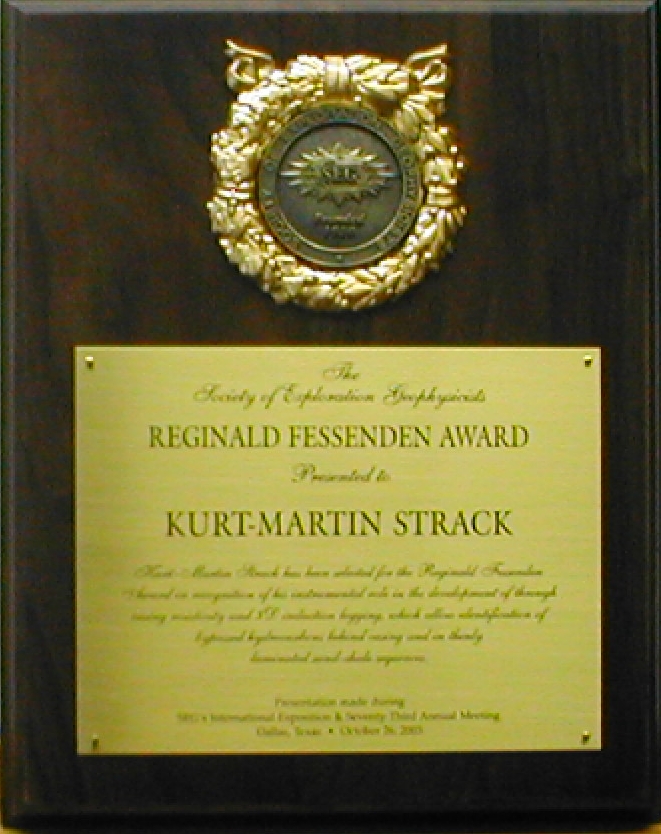 SEG
Founded
The
Society of Exploration Geophysicists
REGINALD FESSENDEN AWARD
Presented to
KURT-MARTIN STRACK
Kurt-Martin Strack has been selected for the Reginald Fessenden
Award in recognition of his instrumental role in the development of through
casing resistivity and 3D induction logging, which allow identification of
bypassed hydrocarbons behind casing and in thinly
laminated sand-shale sequences.
Presentation made during
SEG's International Exposition & Seventy-Third Annual Meeting
Dallas, Texas • October 26, 2003